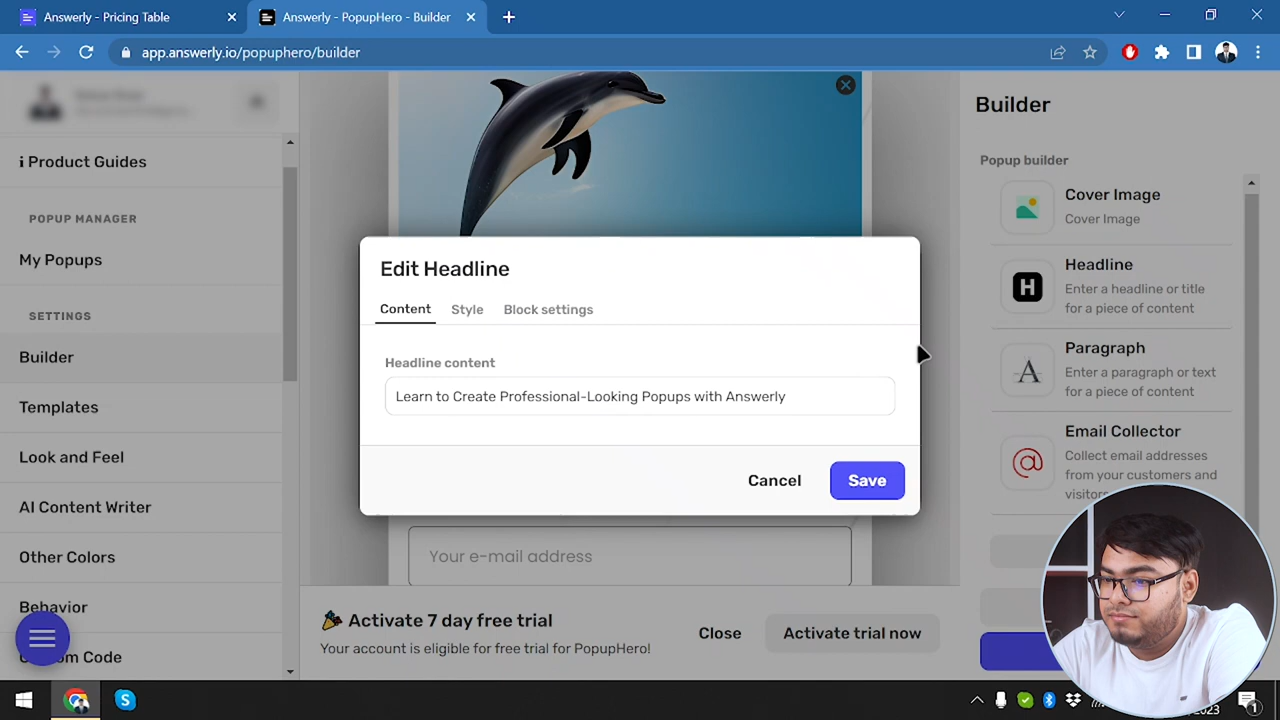 Answerly - Pricing Table
Answerly - PopupHero - Builder
app.answerly.io/popuphero/builder
Product Guides
POPUP MANAGER
My Popups
SETTINGS
Builder
Templates
Look and Feel
AI Content Writer
Other Colors
Behavior
Custom Code
Edit Headline
Content Style Block settings
Headline content
Learn to Create Professional-Looking Popups with Answerly
Cancel Save
Your e-mail address
Activate 7 day free trial
Your account is eligible for free trial for PopupHero!
Close Activate trial now
Builder
Popup builder
Cover Image
Cover Image
H
Headline
Enter a headline or title
for a piece of content
A
Paragraph
Enter a paragraph or text
for a piece of content
@
Email Collector
Collect email addresses
from your customers and
visitors
2023
1